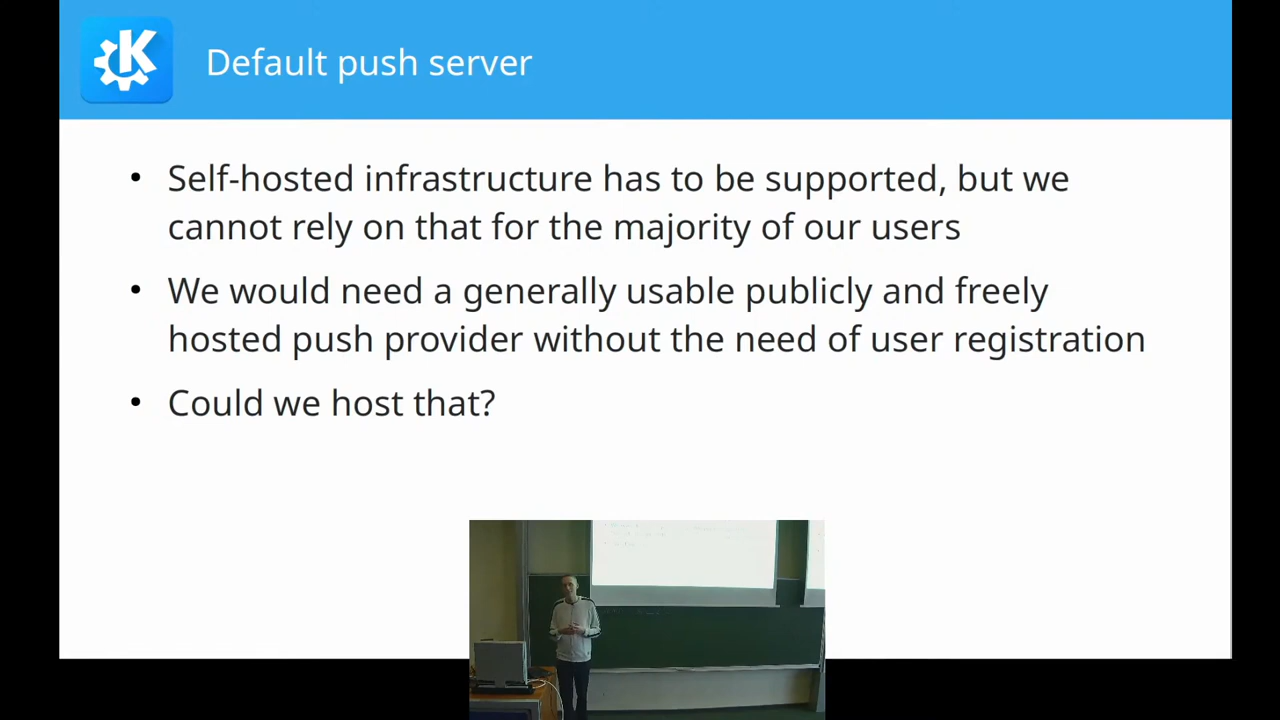 Default push server
• Self-hosted infrastructure has to be supported, but we
cannot rely on that for the majority of our users
• We would need a generally usable publicly and freely
hosted push provider without the need of user registration
• Could we host that?